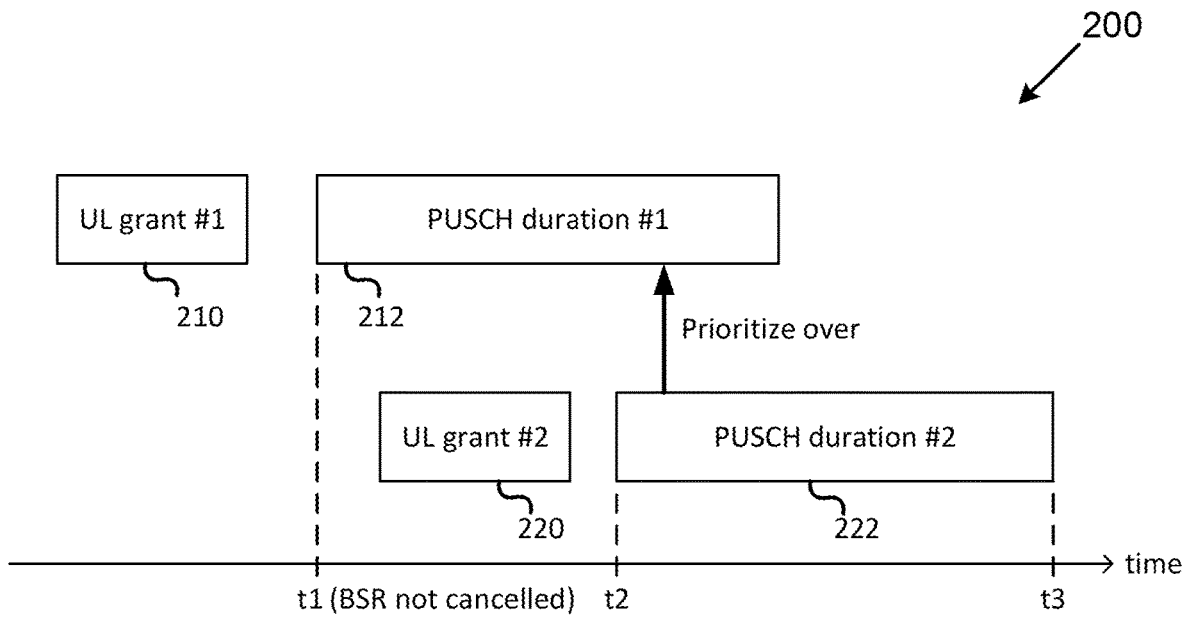 200
UL grant #1
PUSCH duration #1
210
212
Prioritize over
UL grant #2
PUSCH duration #2
220
222
time
t1 (BSR not cancelled)
t2
t3